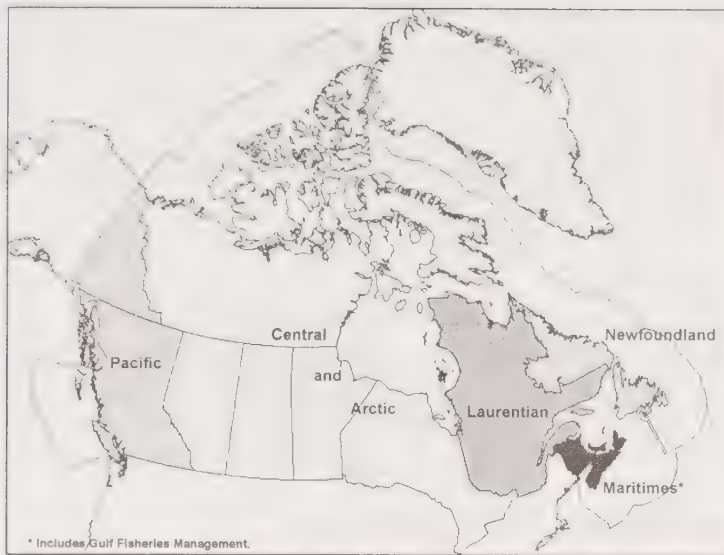 Central
Newfoundland
Pacific
and
Arctic
Laurentian
Maritimes*
* Includes Gulf Fisheries Management.